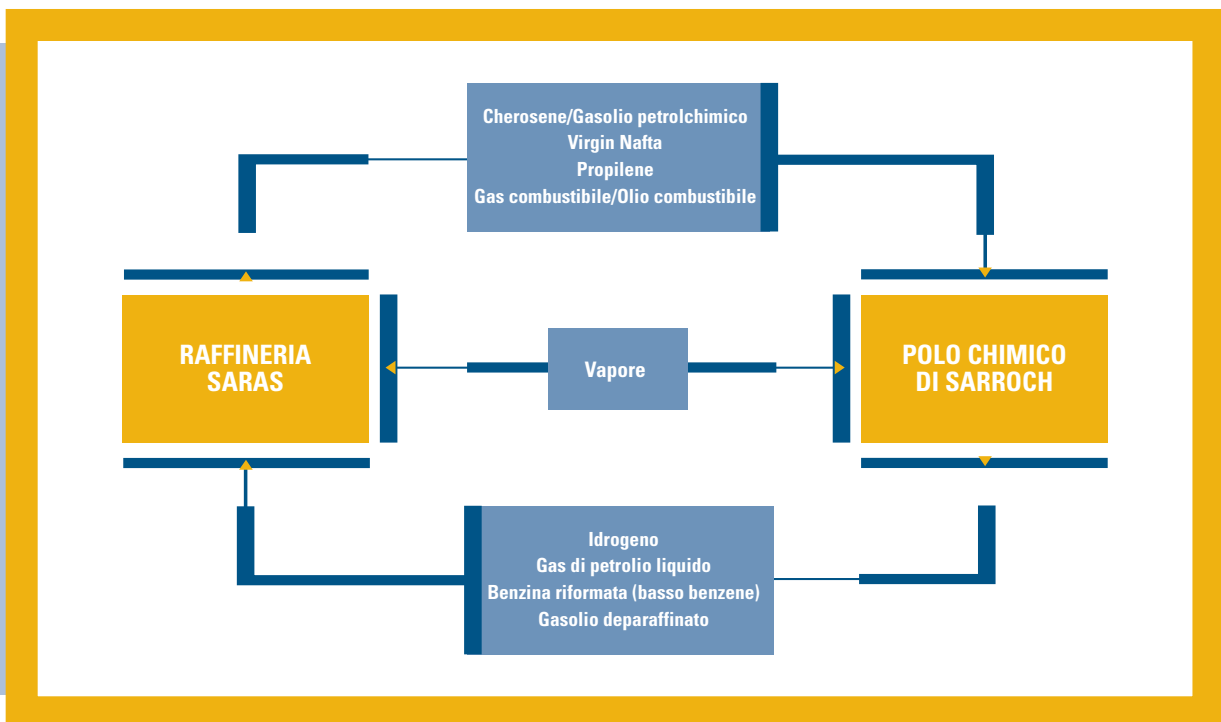 Cherosene/Gasolio petrolchimico
Virgin Nafta
Propilene
Gas combustibile/Olio combustibile
RAFFINERIA
SARAS
Vapore
POLO CHIMICO
DI SARROCH
Idrogeno
Gas di petrolio liquido
Benzina riformata (basso benzene)
Gasolio deparaffinato